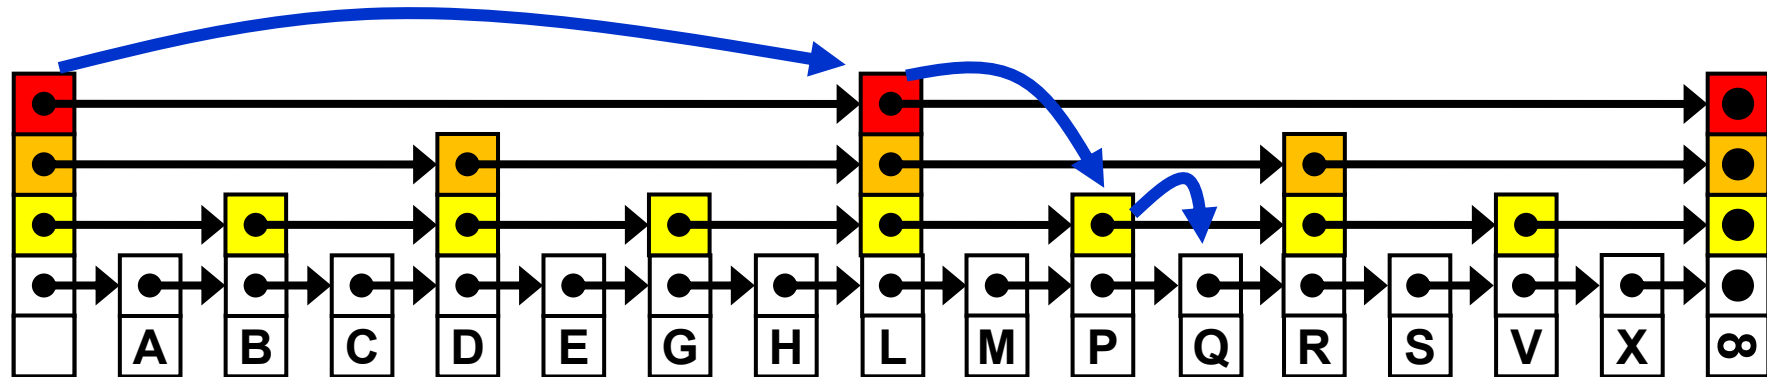 A B C D E G H L M P Q R S V X ∞